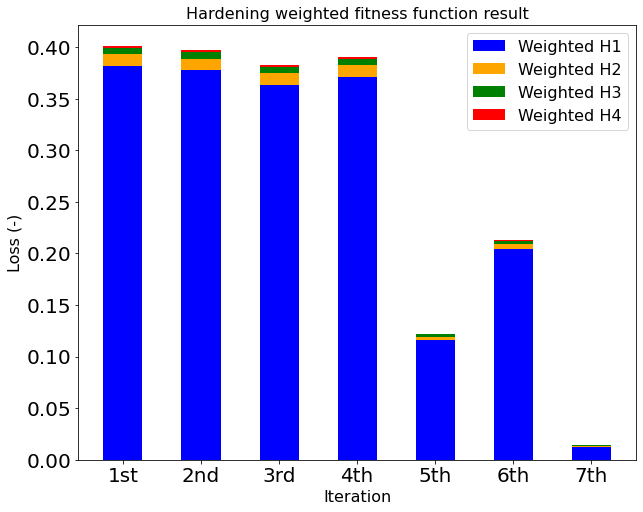 Hardening weighted fitness function result
Weighted H1
Weighted H2
Weighted H3
Weighted H4
Loss (-)
0.40
0.35
0.30
0.25
0.20
0.15
0.10
0.05
0.00
1st 2nd 3rd 4th 5th 6th 7th
Iteration